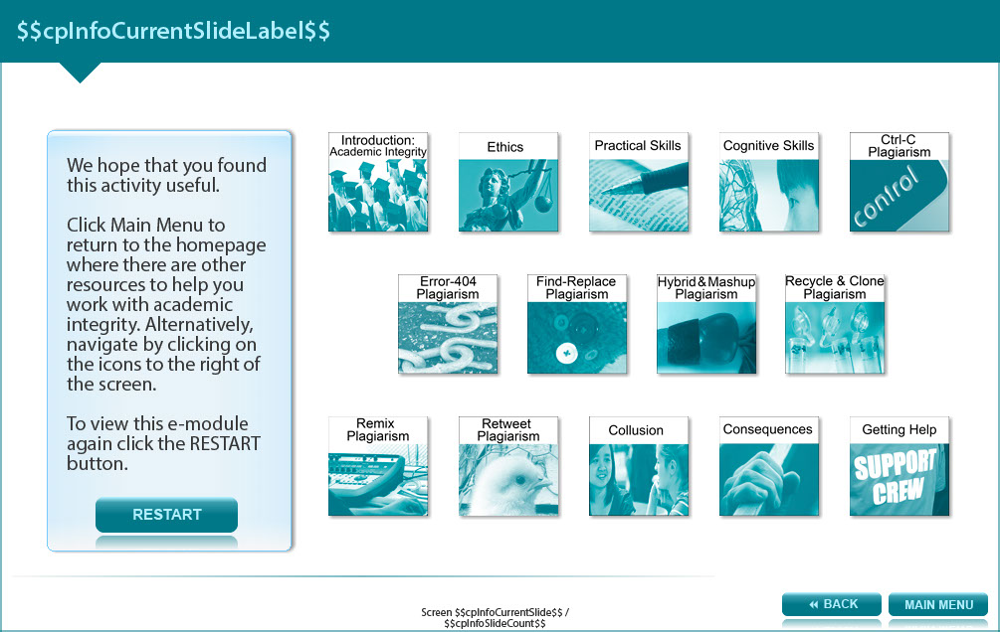 $$cpInfoCurrentSlideLabel$$
We hope that you found
this activity useful.
Click Main Menu to
return to the homepage
where there are other
resources to help you
work with academic
integrity. Alternatively,
navigate by clicking on
the icons to the right of
the screen.
To view this e-module
again click the RESTART
button.
RESTART
Introduction:
Academic Integrity
Ethics
Practical Skills
Cognitive Skills
Ctrl-C
Plagiarism
control
Error-404
Plagiarism
Find-Replace
Plagiarism
Hybrid & Mashup
Plagiarism
Recycle & Clone
Plagiarism
Remix
Plagiarism
Retweet
Plagiarism
Collusion
Consequences
Getting Help
SUPPORT
CREW
Screen $$cpInfoCurrentSlide$$ /
$$cpInfoSlideCount$$
BACK
MAIN MENU